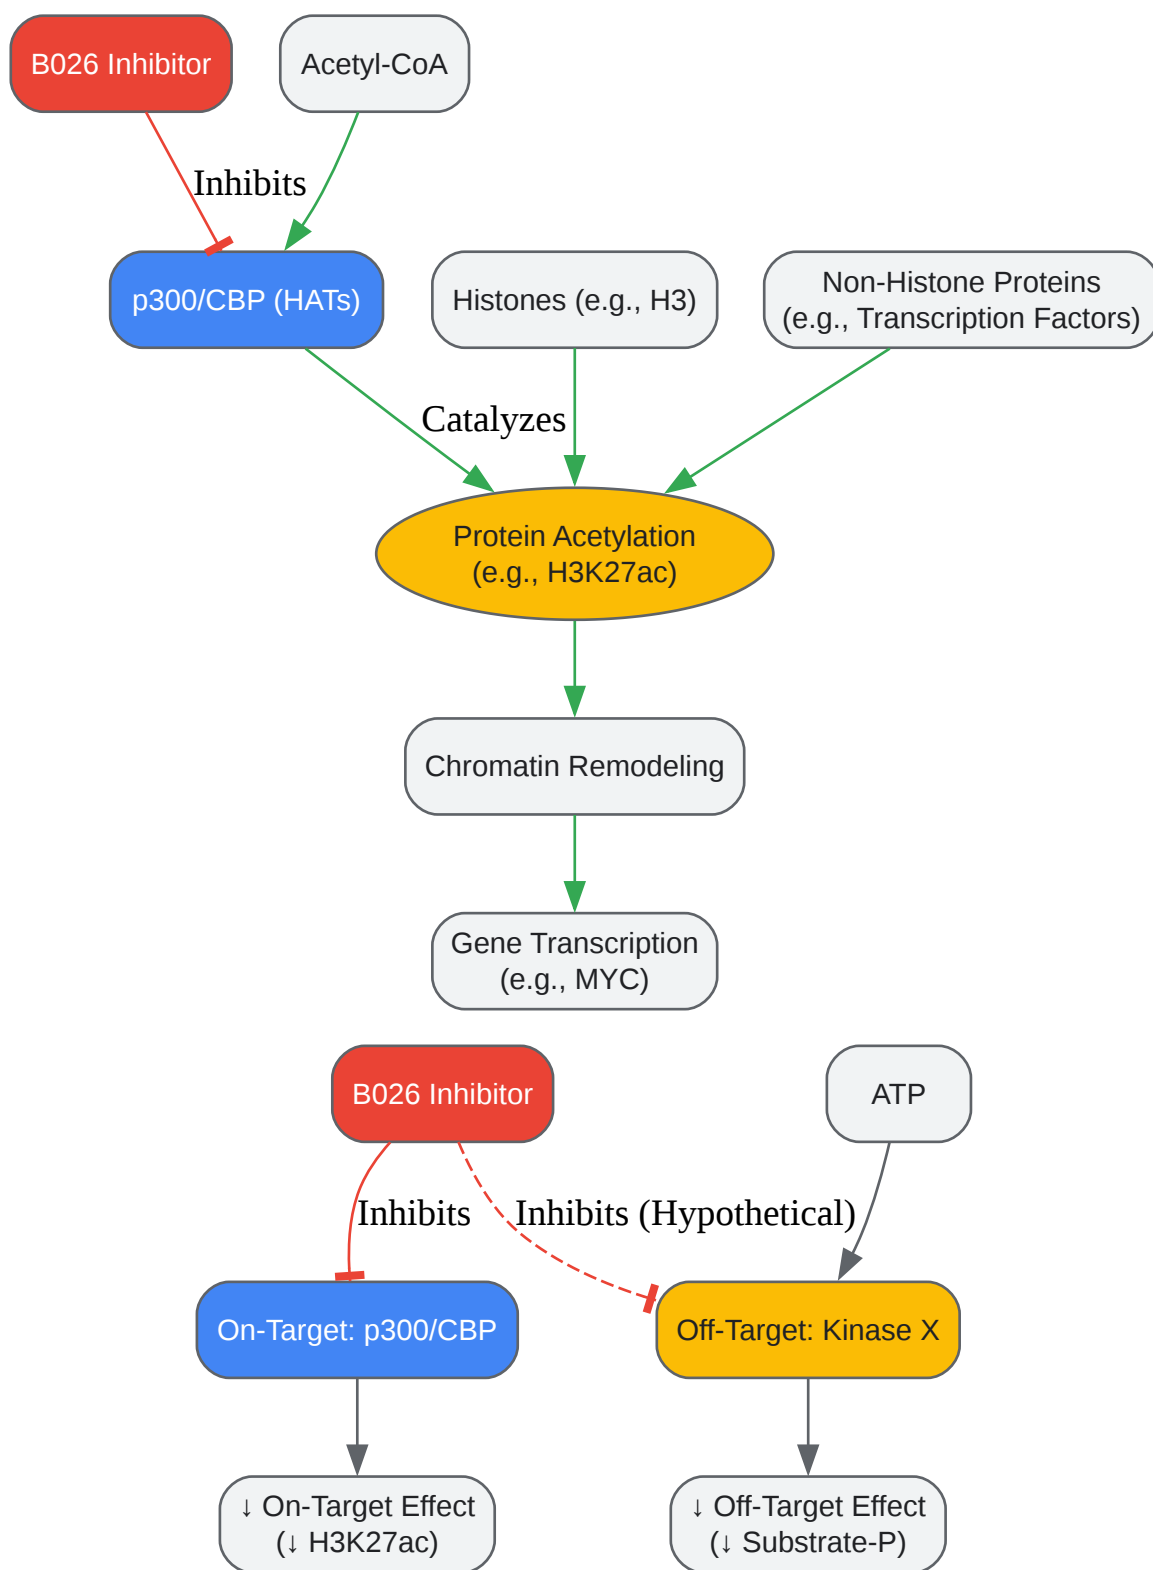 B026 Inhibitor
Acetyl-CoA
Inhibits
p300/CBP (HATs)
Histones (e.g., H3)
Non-Histone Proteins
(e.g., Transcription Factors)
Catalyzes
Protein Acetylation
(e.g., H3K27ac)
Chromatin Remodeling
Gene Transcription
(e.g., MYC)
B026 Inhibitor
ATP
Inhibits
Inhibits (Hypothetical)
On-Target: p300/CBP
Off-Target: Kinase X
↓ On-Target Effect
(↓ H3K27ac)
↓ Off-Target Effect
(↓ Substrate-P)